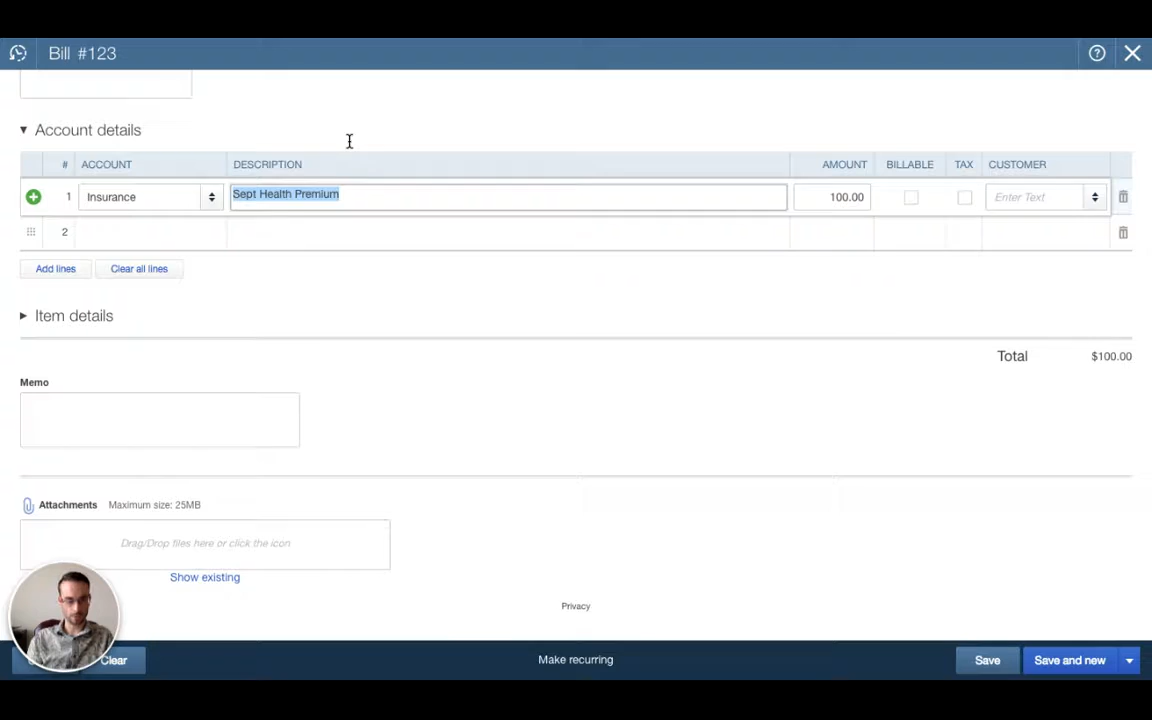 Bill #123
Account details
# ACCOUNT DESCRIPTION AMOUNT BILLABLE TAX CUSTOMER
1 Insurance Sept Health Premium 100.00 Enter Text
2
Add lines Clear all lines
Item details
Total $100.00
Memo
Attachments Maximum size: 25MB
Drag/Drop files here or click the icon
Show existing
Privacy
Clear Make recurring Save Save and new